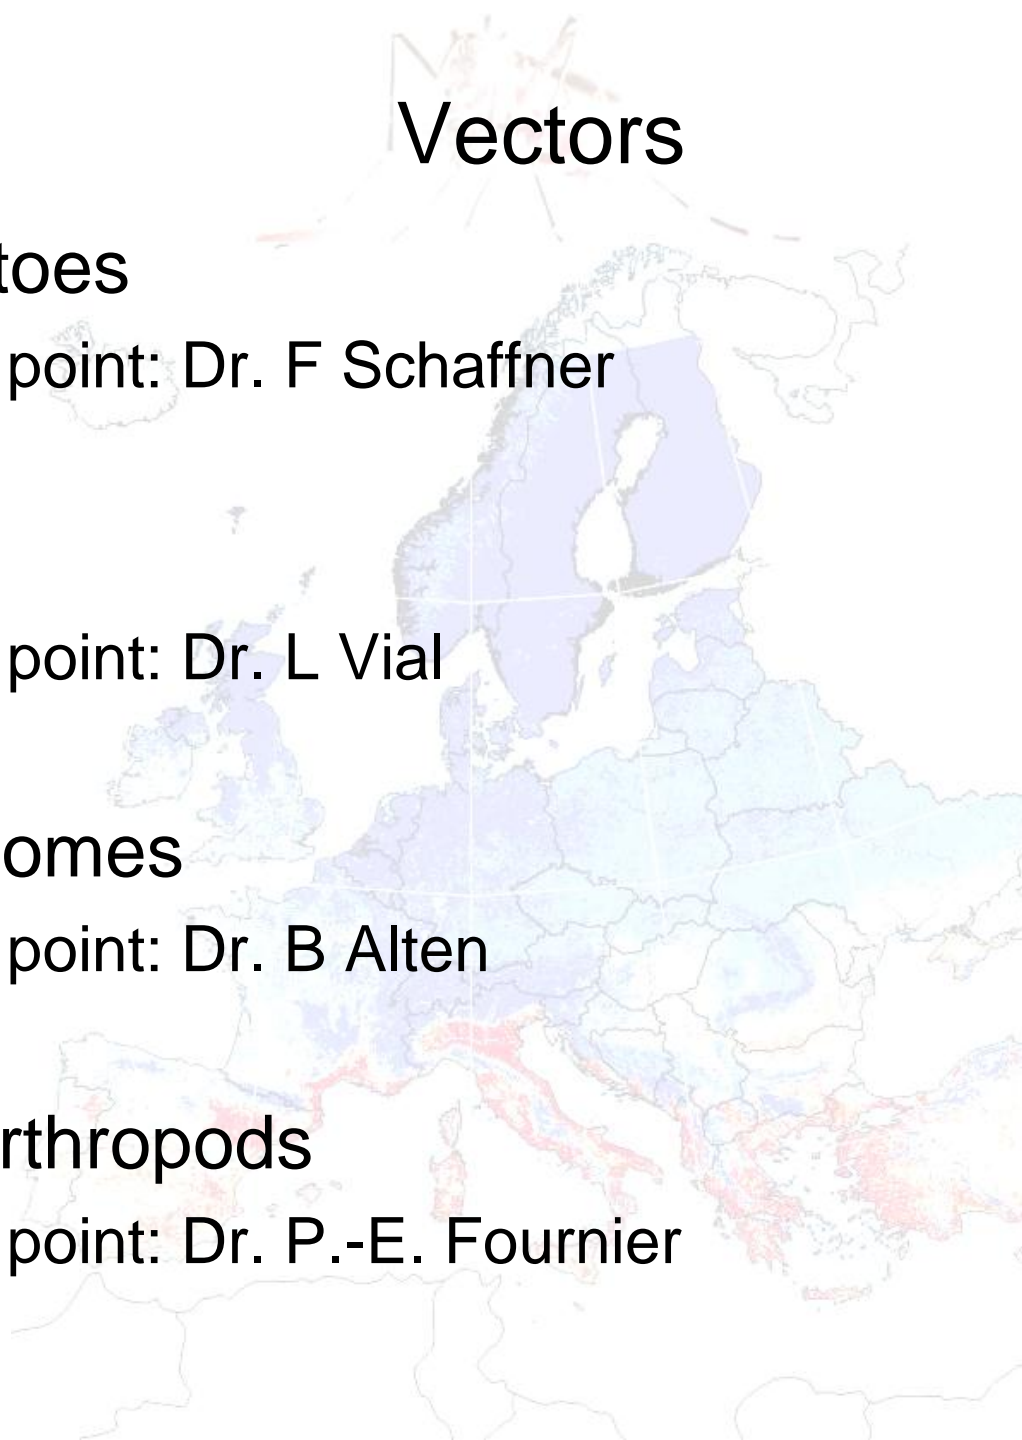 Vectors
toes
point: Dr. F Schaffner
point: Dr. L Vial
omes
point: Dr. B Alten
rthropods
point: Dr. P.-E. Fournier